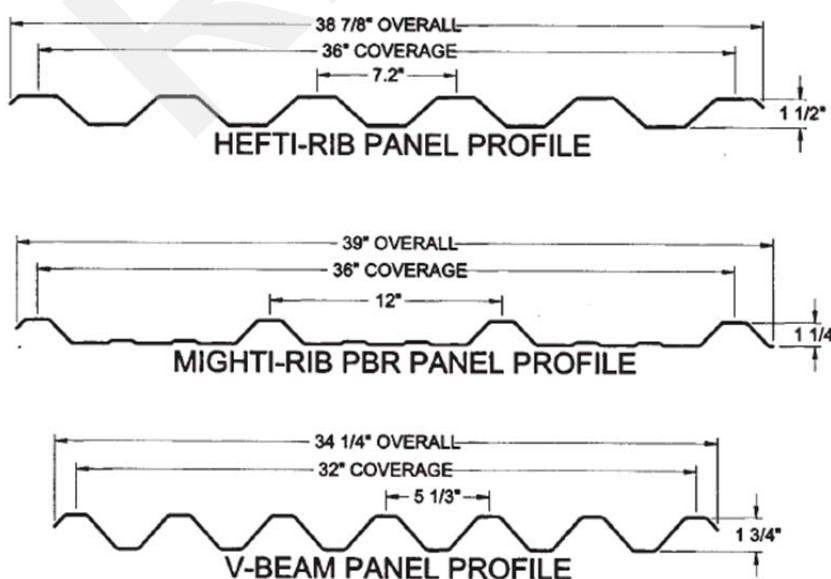 38 7/8" OVERALL
36" COVERAGE
7.2"
1 1/2"
HEFTI-RIB PANEL PROFILE
39" OVERALL
36" COVERAGE
12"
1 1/4
MIGHTI-RIB PBR PANEL PROFILE
34 1/4" OVERALL
32" COVERAGE
5 1/3"
1 3/4"
V-BEAM PANEL PROFILE